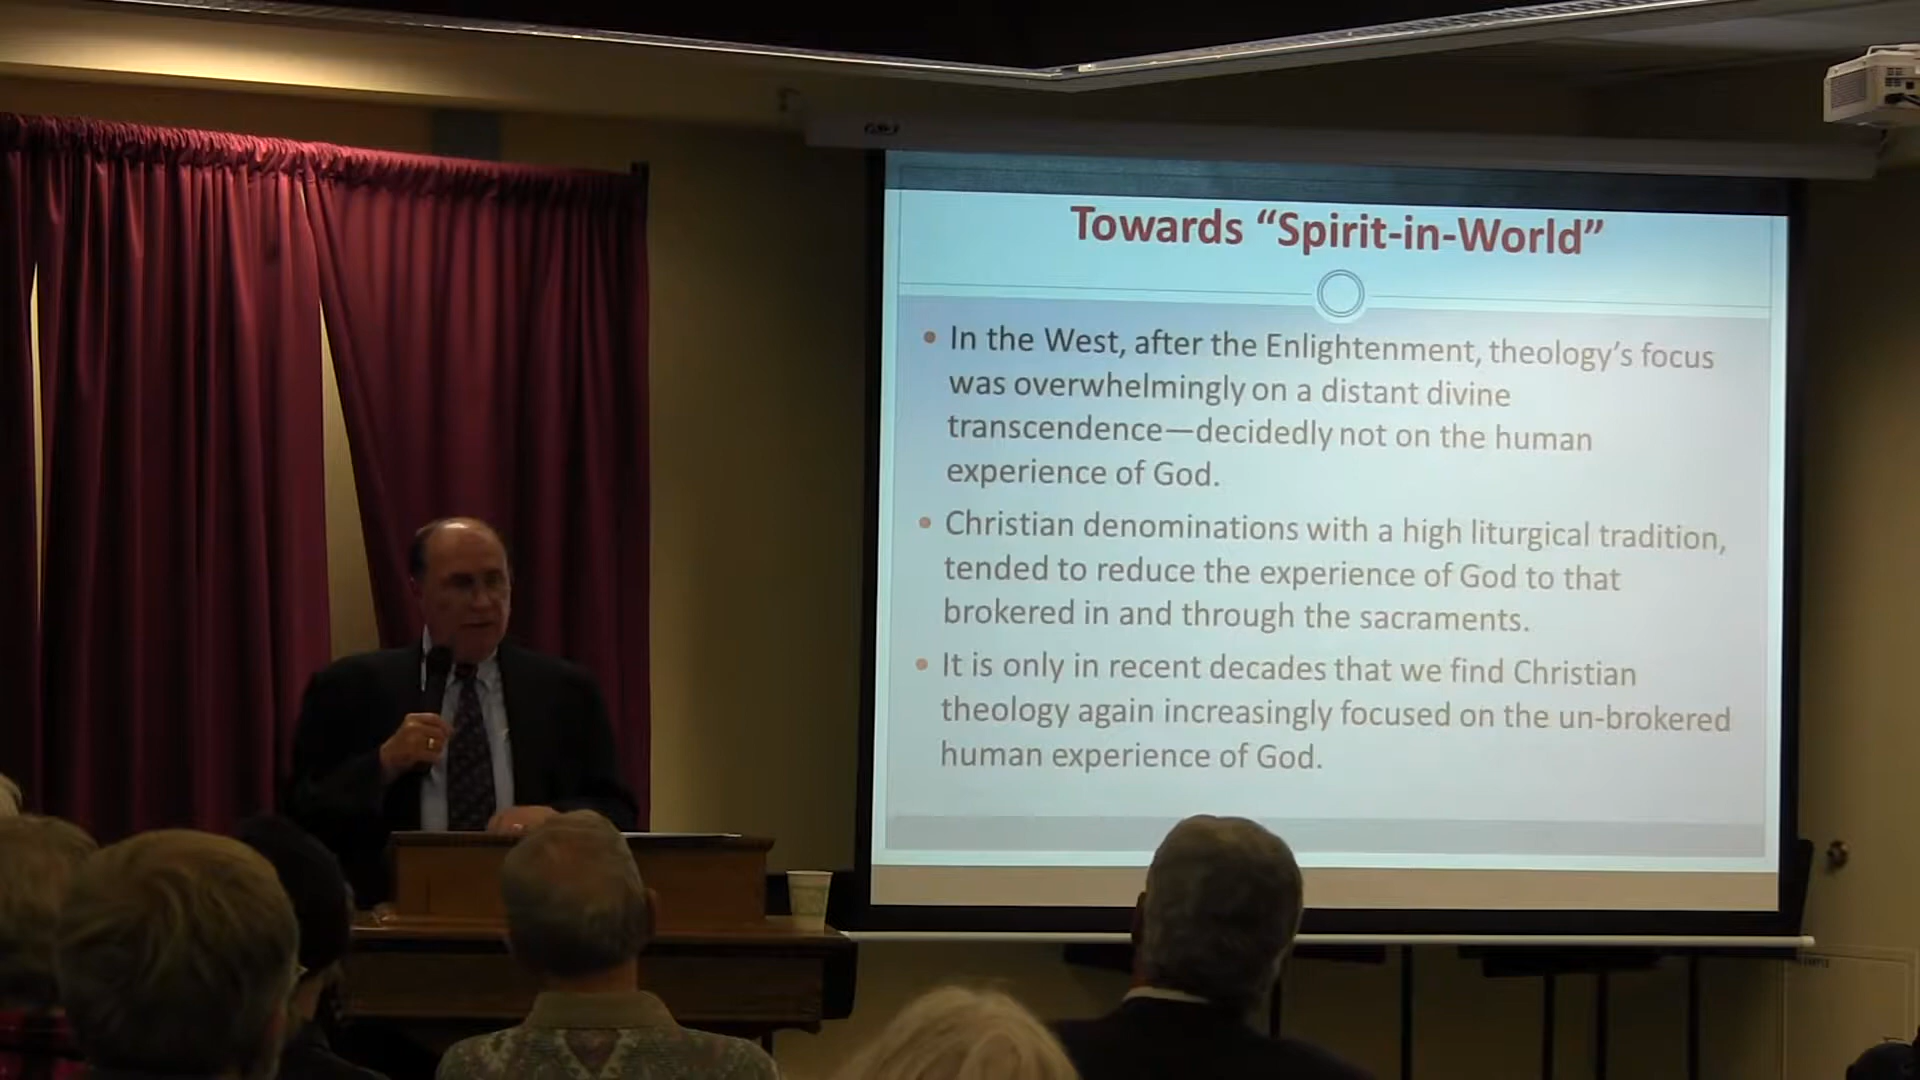 Towards “Spirit-in-World”
• In the West, after the Enlightenment, theology’s focus
was overwhelmingly on a distant divine
transcendence—decidedly not on the human
experience of God.
• Christian denominations with a high liturgical tradition,
tended to reduce the experience of God to that
brokered in and through the sacraments.
• It is only in recent decades that we find Christian
theology again increasingly focused on the un-brokered
human experience of God.